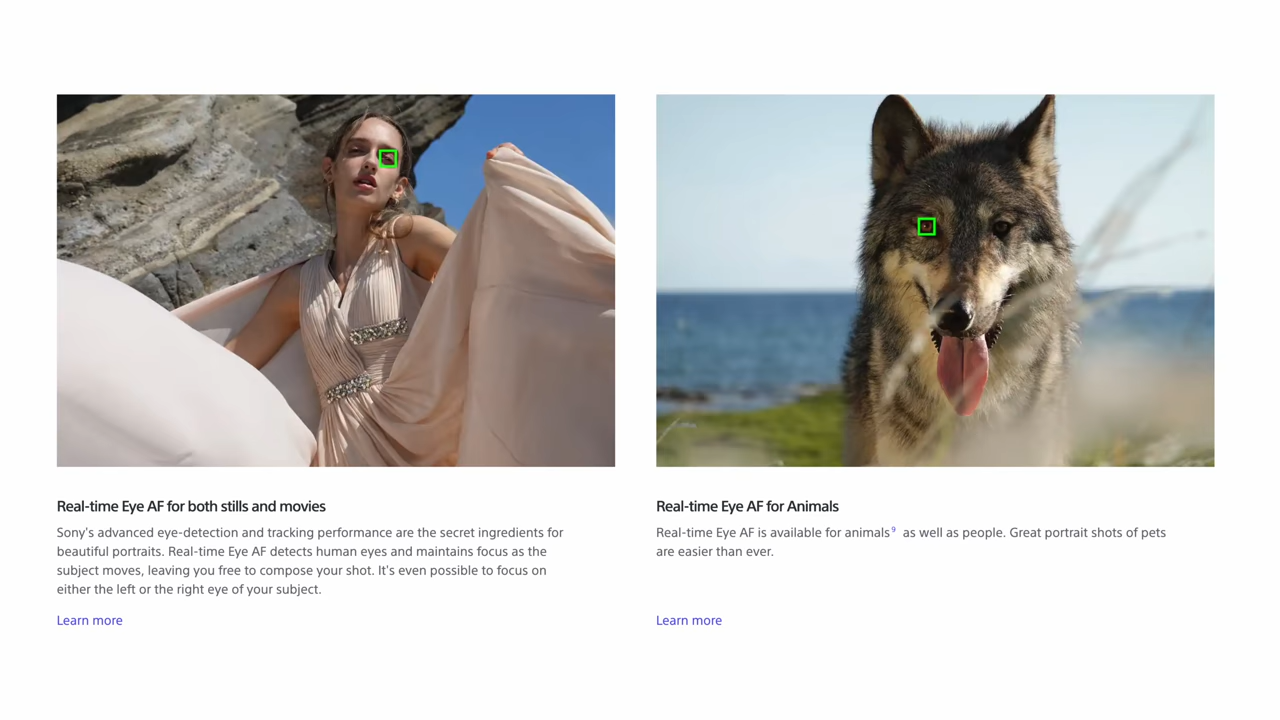 Real-time Eye AF for both stills and movies
Sony's advanced eye-detection and tracking performance are the secret ingredients for
beautiful portraits. Real-time Eye AF detects human eyes and maintains focus as the
subject moves, leaving you free to compose your shot. It's even possible to focus on
either the left or the right eye of your subject.
Learn more
Real-time Eye AF for Animals
Real-time Eye AF is available for animals⁹ as well as people. Great portrait shots of pets
are easier than ever.
Learn more